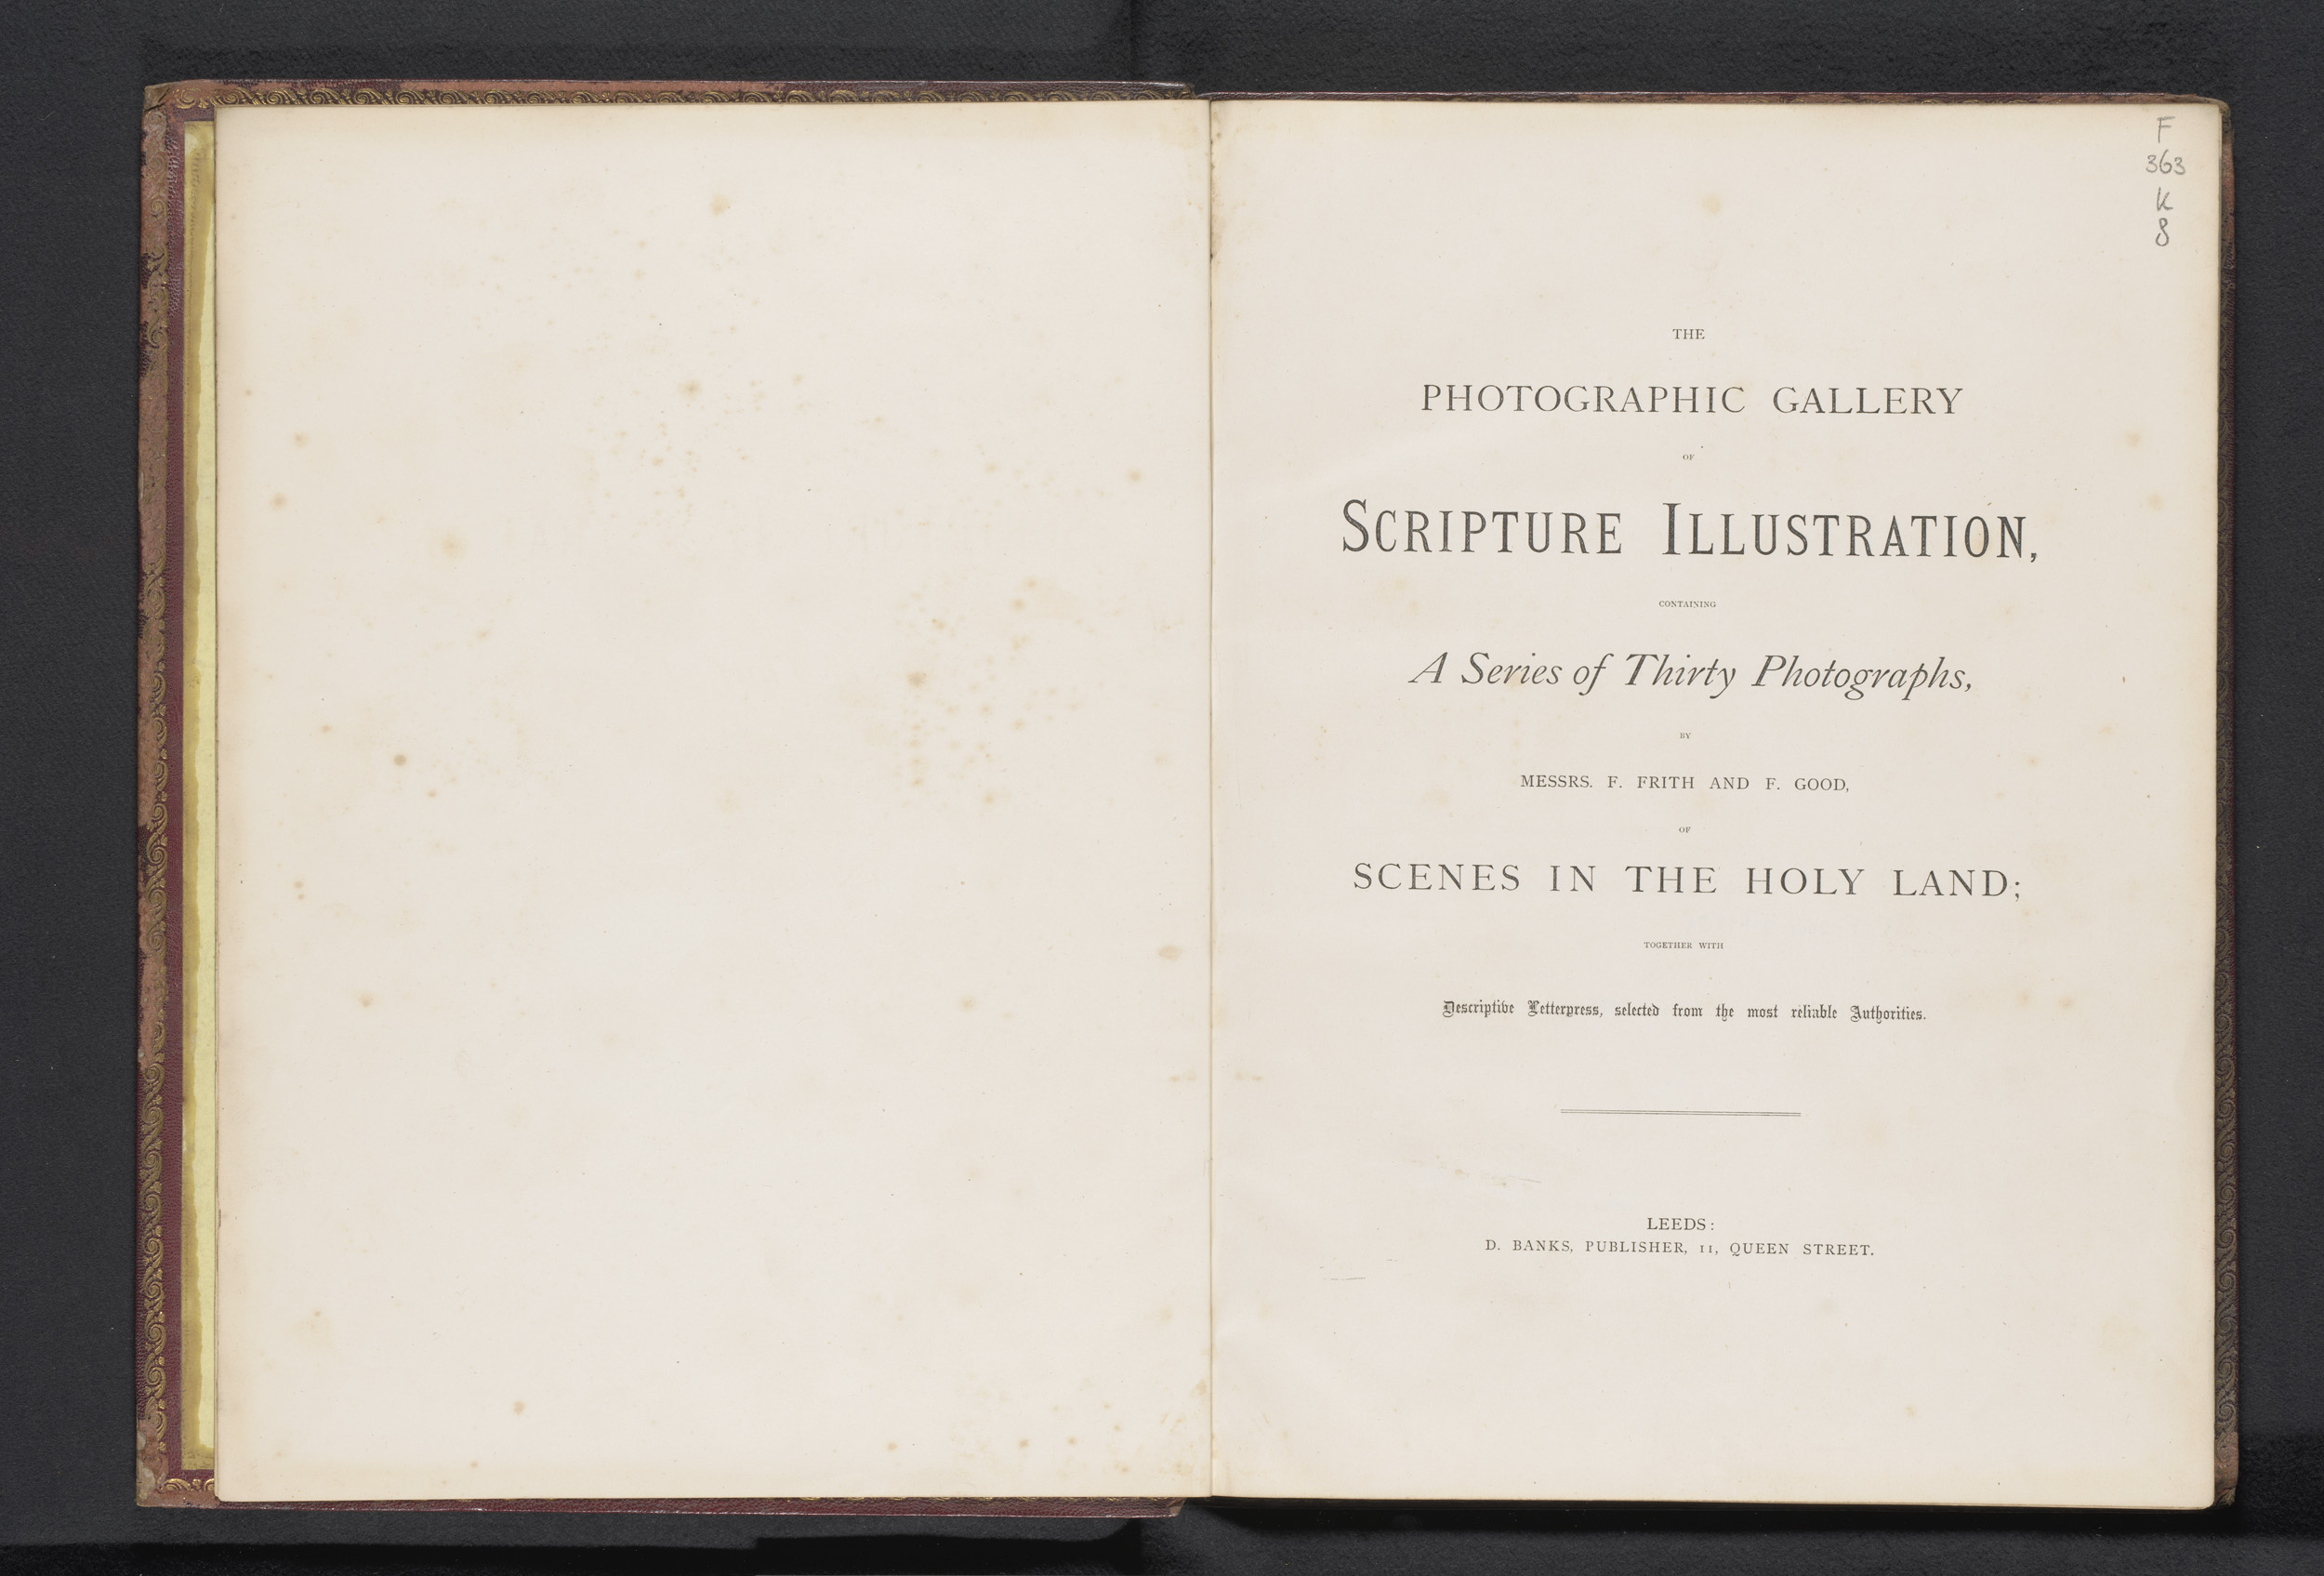 F
363
K
8
THE
PHOTOGRAPHIC GALLERY
OF
SCRIPTURE ILLUSTRATION,
CONTAINING
A Series of Thirty Photographs,
BY
MESSRS. F. FRITH AND F. GOOD,
OF
SCENES IN THE HOLY LAND;
TOGETHER WITH
Descriptive Letterpress, selected from the most reliable Authorities.
LEEDS:
D. BANKS, PUBLISHER, 11, QUEEN STREET.